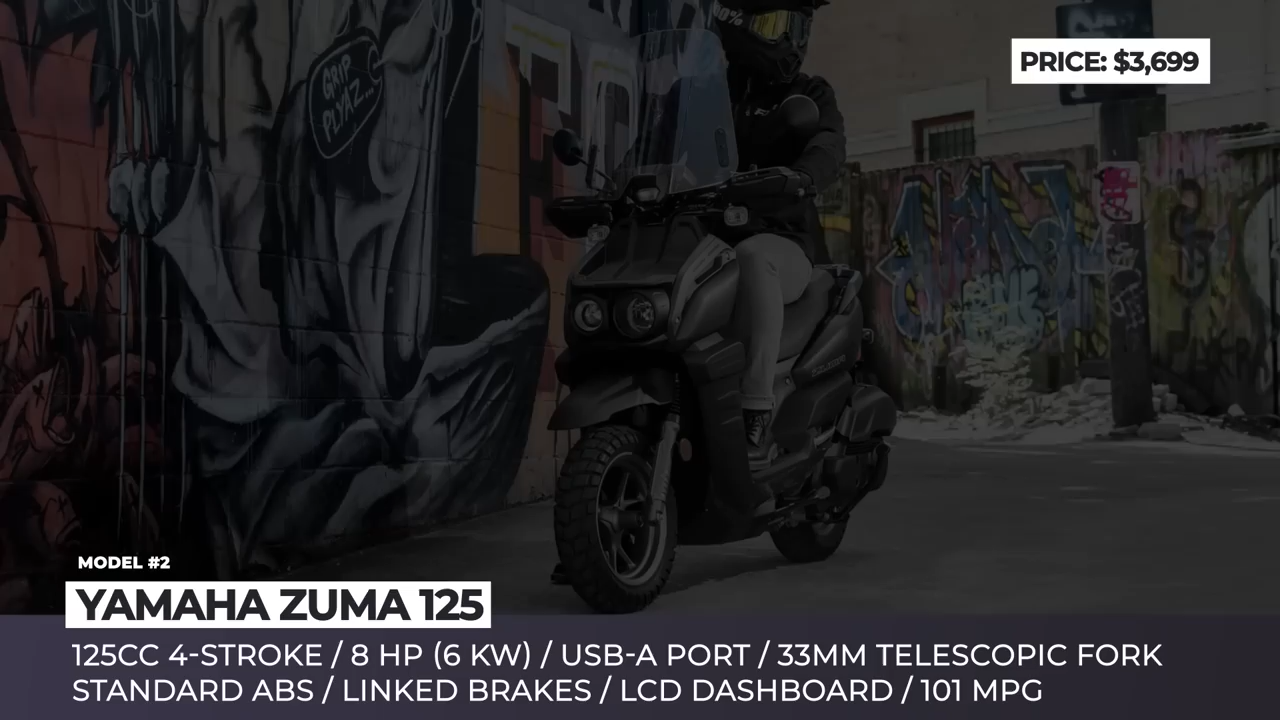 PRICE: $3,699
GRIP
PLYAZ...
MODEL #2
YAMAHA ZUMA 125
125CC 4-STROKE / 8 HP (6 KW) / USB-A PORT / 33MM TELESCOPIC FORK
STANDARD ABS / LINKED BRAKES / LCD DASHBOARD / 101 MPG